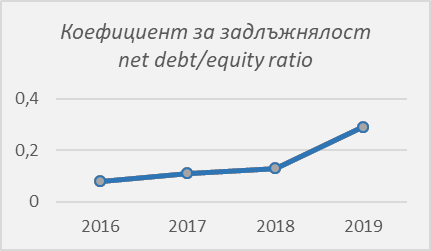 Коефициент за задлъжнялост
net debt/equity ratio
0,4
0,2
0
2016 2017 2018 2019